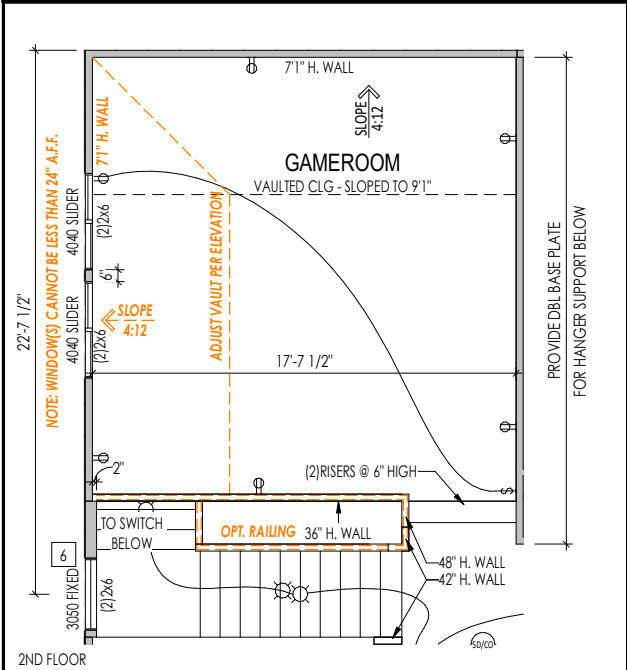 7'1" H. WALL
SLOPE
4:12
7'1" H. WALL
GAMEROOM
VAULTED CLG - SLOPED TO 9'1"
22'-7 1/2"
NOTE: WINDOW(S) CANNOT BE LESS THAN 24" A.F.F.
4040 SLIDER
(2)2x6
6"
4040 SLIDER
(2)2x6
SLOPE
4:12
ADJUST VAULT PER ELEVATION
17'-7 1/2"
PROVIDE DBL BASE PLATE
FOR HANGER SUPPORT BELOW
2"
(2)RISERS @ 6" HIGH
S
TO SWITCH
BELOW
OPT. RAILING
36" H. WALL
48" H. WALL
42" H. WALL
6
3050 FIXED
(2)2x6
SD/CO
2ND FLOOR